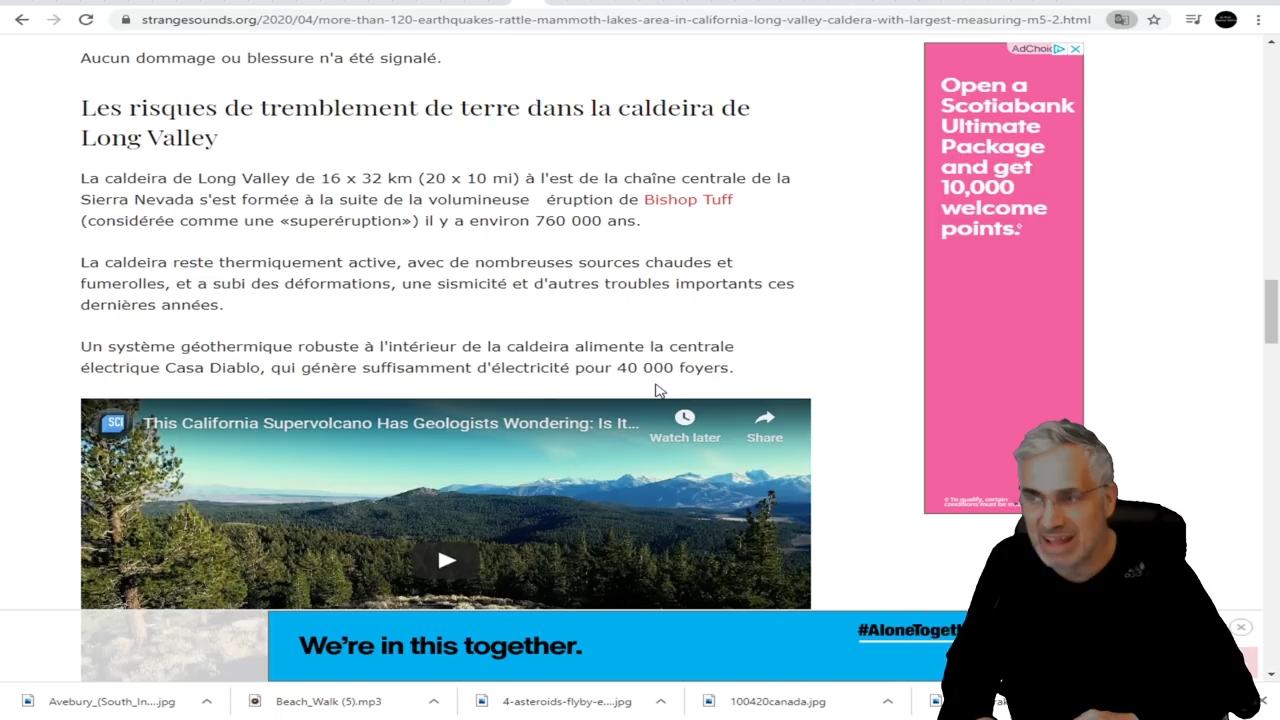 strangesounds.org/2020/04/more-than-120-earthquakes-rattle-mammoth-lakes-area-in-california-long-valley-caldera-with-largest-measuring-m5-2.html
Aucun dommage ou blessure n'a été signalé.
Les risques de tremblement de terre dans la caldeira de
Long Valley
La caldeira de Long Valley de 16 x 32 km (20 x 10 mi) à l'est de la chaîne centrale de la
Sierra Nevada s'est formée à la suite de la volumineuse éruption de Bishop Tuff
(considérée comme une «superéruption») il y a environ 760 000 ans.
La caldeira reste thermiquement active, avec de nombreuses sources chaudes et
fumerolles, et a subi des déformations, une sismicité et d'autres troubles importants ces
dernières années.
Un système géothermique robuste à l'intérieur de la caldeira alimente la centrale
électrique Casa Diablo, qui génère suffisamment d'électricité pour 40 000 foyers.
SCI
This California Supervolcano Has Geologists Wondering: Is It...
Watch later
Share
AdChoic
Open a
Scotiabank
Ultimate
Package
and get
10,000
welcome
points.◊
◊ To qualify, certain
conditions must be
We're in this together.
#AloneTogeth
Avebury_(South_In....jpg
Beach_Walk (5).mp3
4-asteroids-flyby-e....jpg
100420canada.jpg